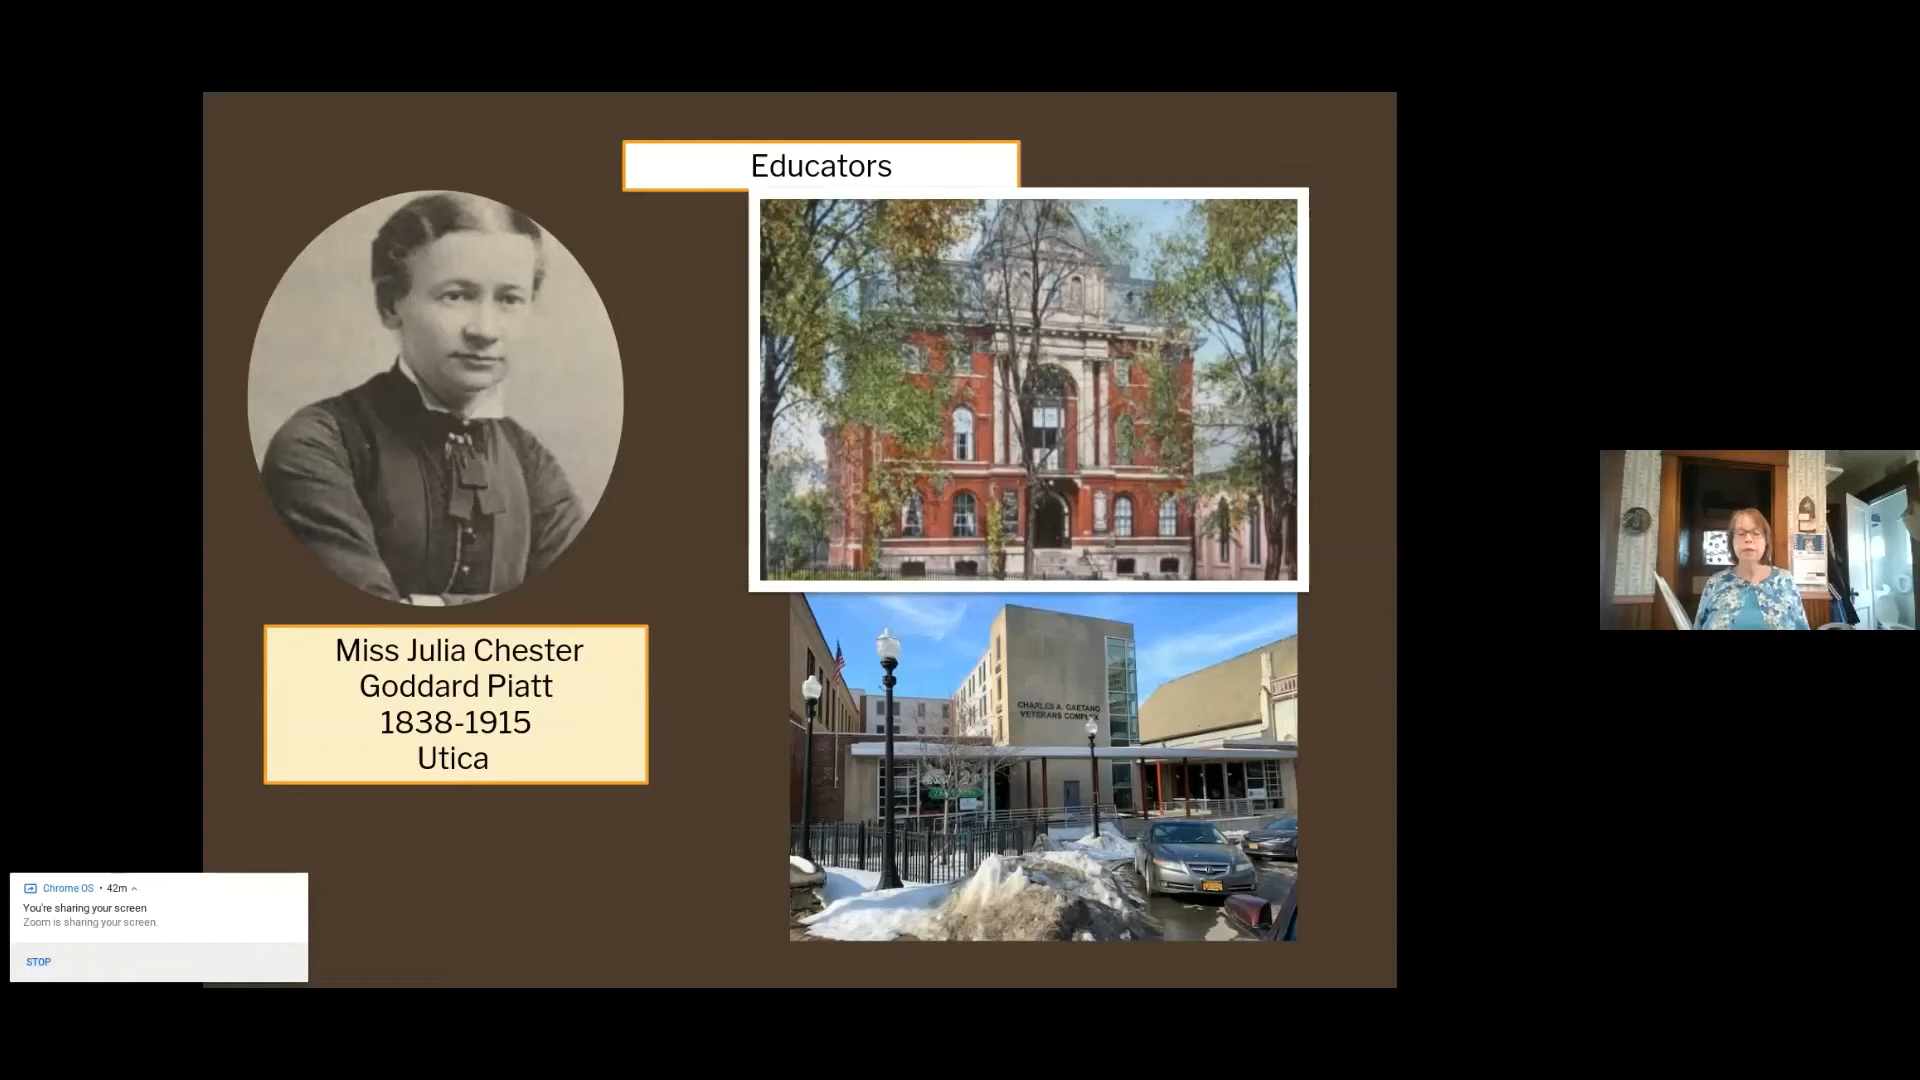 Educators
Miss Julia Chester
Goddard Piatt
1838-1915
Utica
CHARLES A. GAETANO
VETERANS COMPLEX
Chrome OS • 42m
You're sharing your screen
Zoom is sharing your screen.
STOP